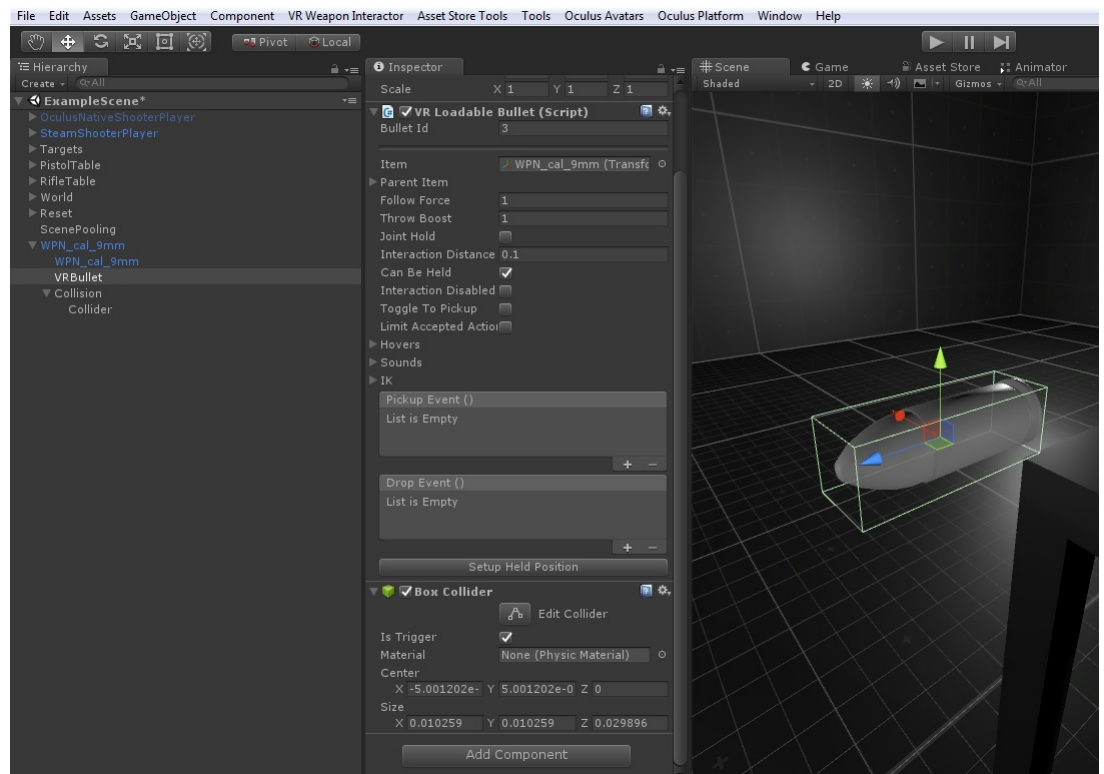 File Edit Assets GameObject Component VR Weapon Interactor Asset Store Tools Tools Oculus Avatars Oculus Platform Window Help
Pivot Local
Hierarchy
Create All
ExampleScene*
OculusNativeShooterPlayer
SteamShooterPlayer
Targets
PistolTable
RifleTable
World
Reset
ScenePooling
WPN_cal_9mm
WPN_cal_9mm
VRBullet
Collision
Collider
Inspector
Scale X 1 Y 1 Z 1
VR Loadable Bullet (Script)
Bullet Id 3
Item WPN_cal_9mm (Transfc
Parent Item
Follow Force 1
Throw Boost 1
Joint Hold
Interaction Distance 0.1
Can Be Held
Interaction Disabled
Toggle To Pickup
Limit Accepted Action
Hovers
Sounds
IK
Pickup Event ()
List is Empty
+ −
Drop Event ()
List is Empty
+ −
Setup Held Position
Box Collider
Edit Collider
Is Trigger
Material None (Physic Material)
Center
X -5.001202e- Y 5.001202e-0 Z 0
Size
X 0.010259 Y 0.010259 Z 0.029896
Add Component
Scene Game Asset Store Animator
Shaded 2D Gizmos All